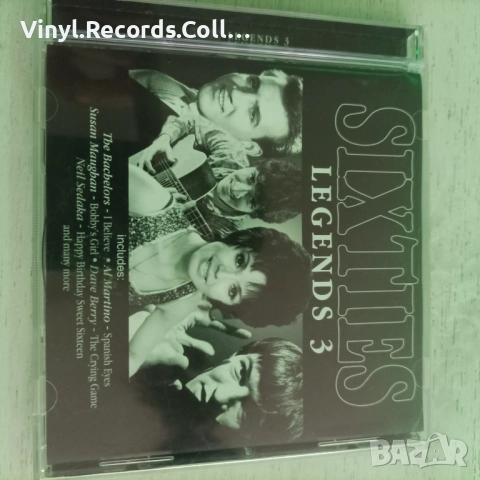 Vinyl.Records.Coll...
LEGENDS 3
SIXTIES
LEGENDS 3
includes:
The Bachelors - I Believe • Al Martino - Spanish Eyes
Susan Maughan - Bobby's Girl • Dave Berry - The Crying Game
Neil Sedaka - Happy Birthday Sweet Sixteen
and many more
BAZAR